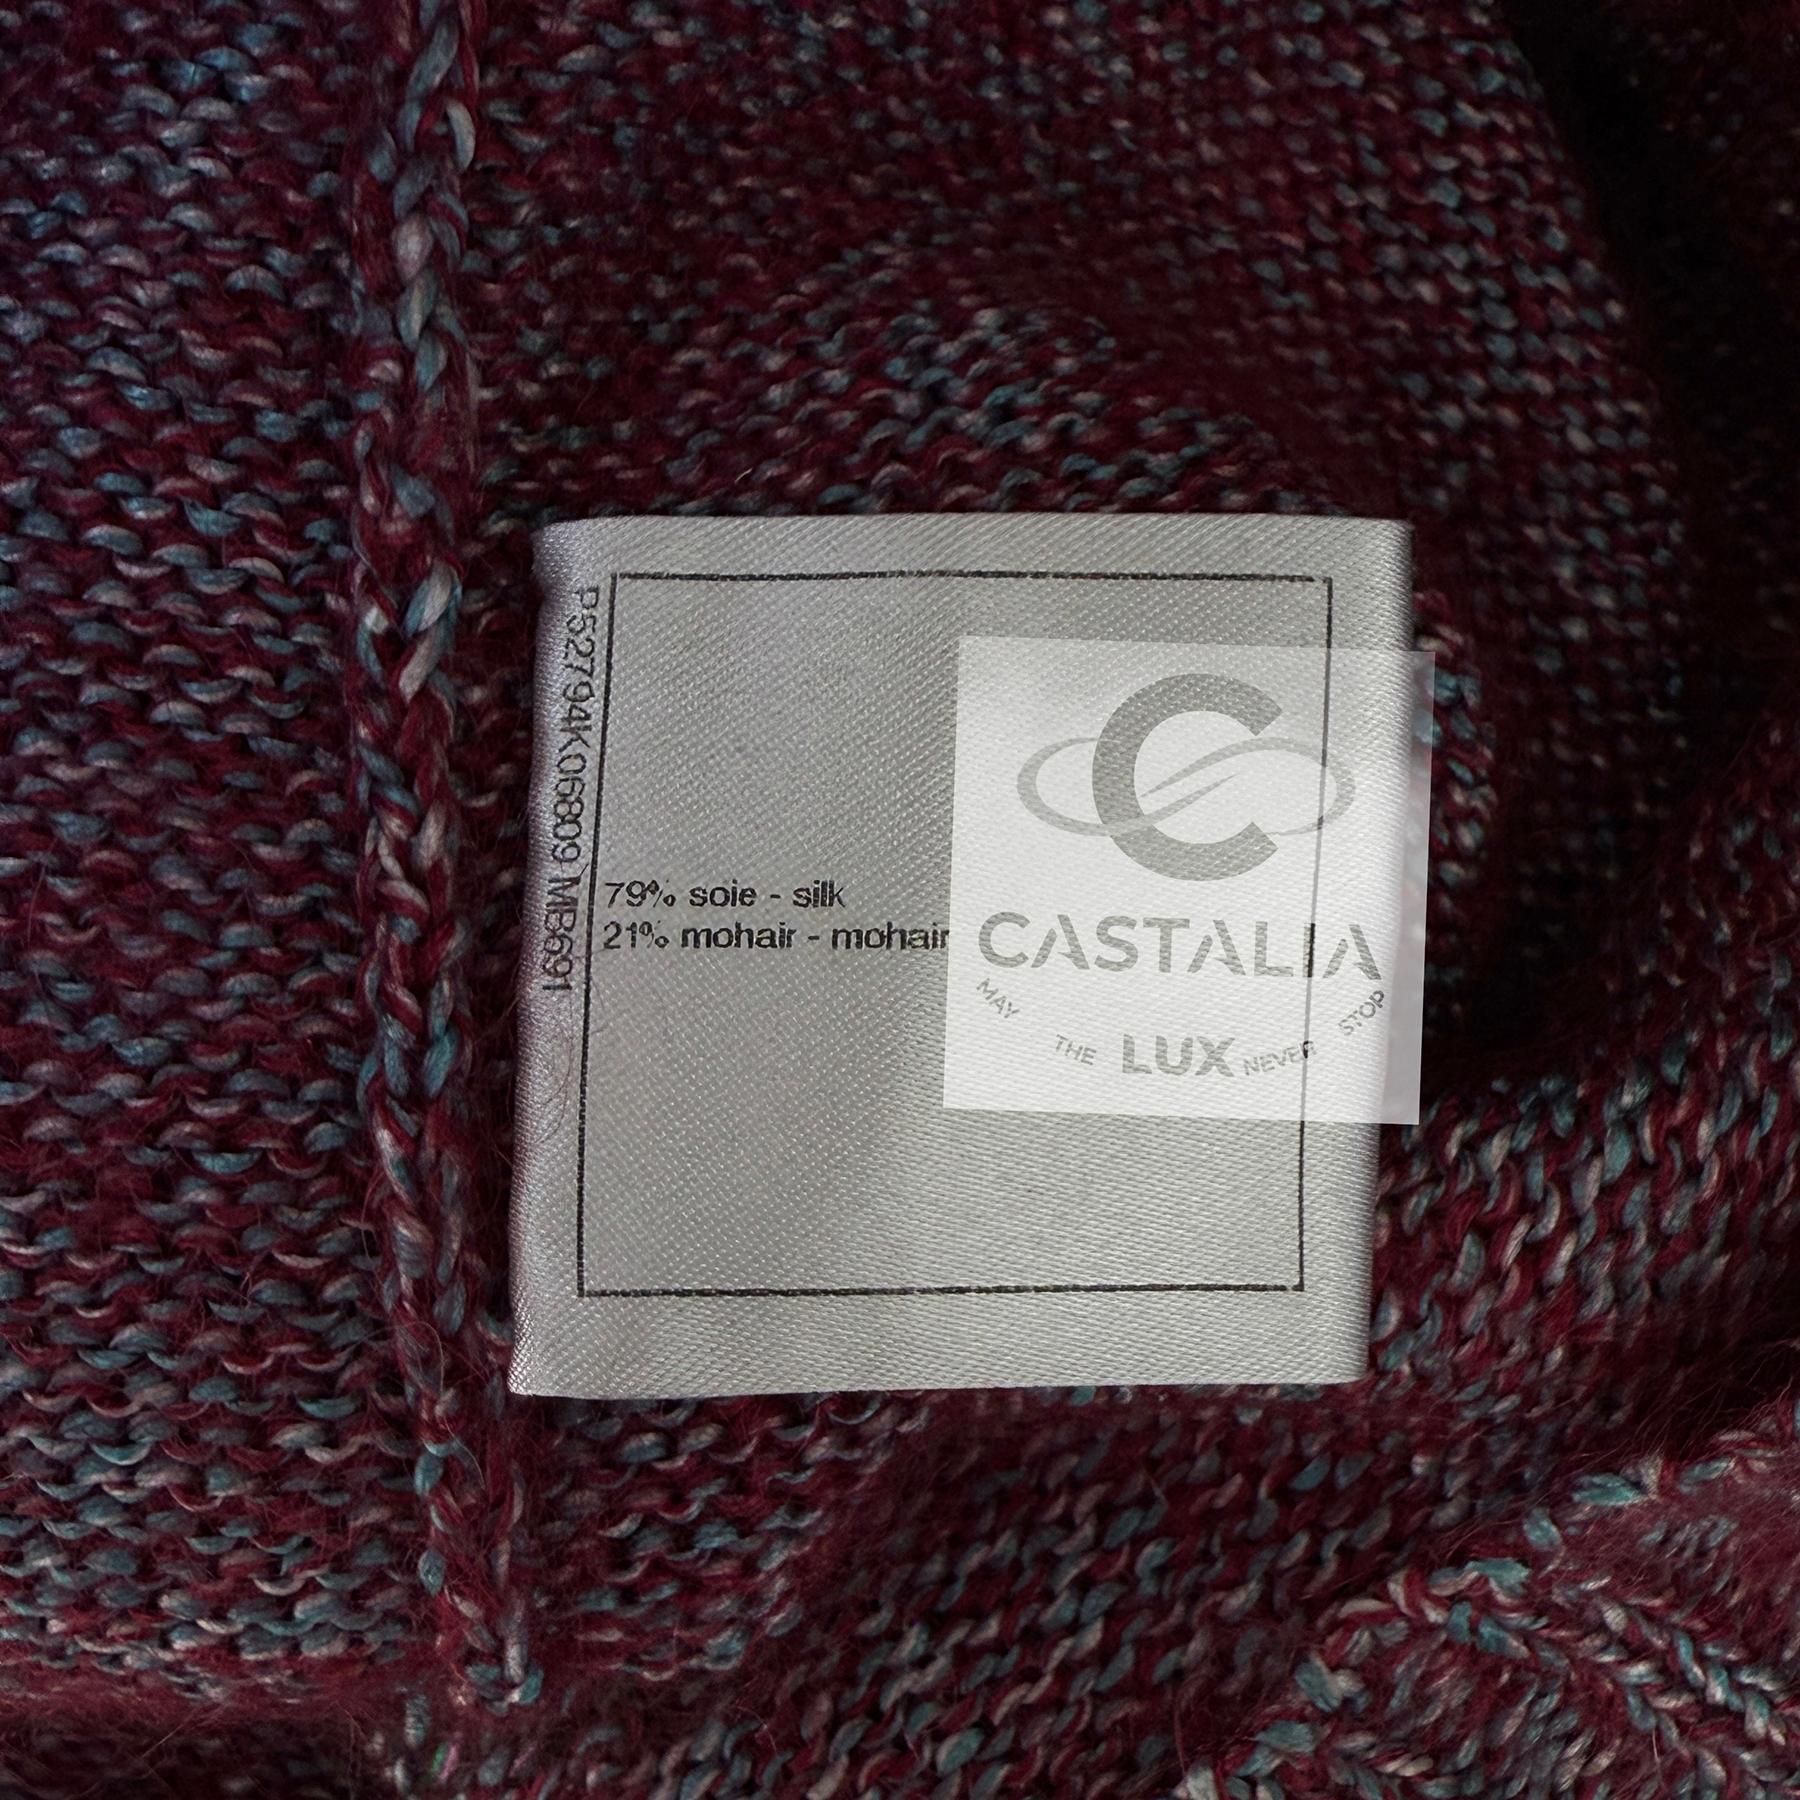 P52794K06809 MB691
79% soie - silk
21% mohair - mohair
C
CASTALIA
MAY THE LUX NEVER STOP